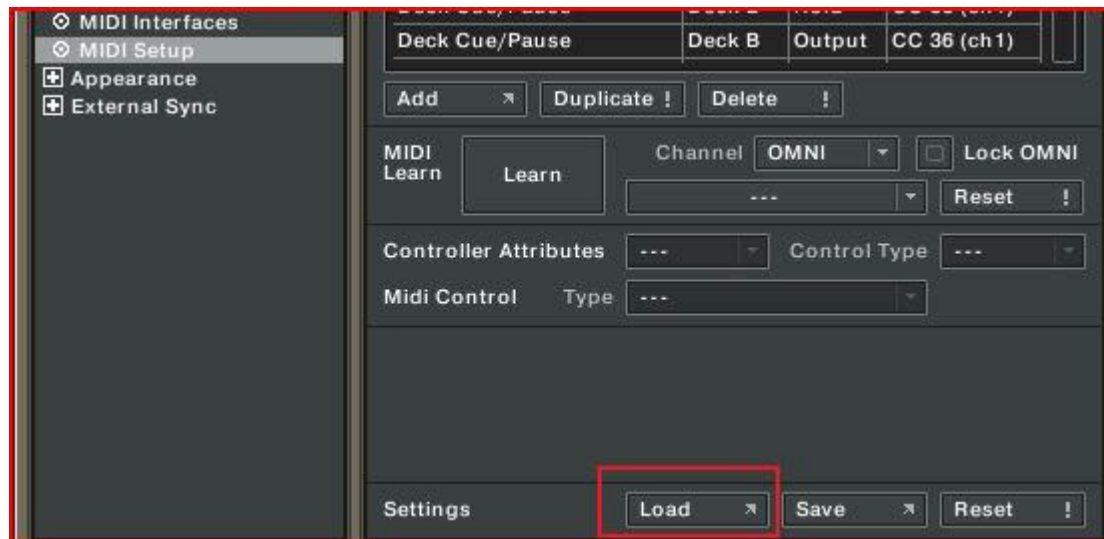 MIDI Interfaces
MIDI Setup
Appearance
External Sync
Deck Cue/Pause Deck B Output CC 36 (ch1)
Add Duplicate ! Delete !
MIDI Learn Learn Channel OMNI Lock OMNI
--- Reset !
Controller Attributes --- Control Type ---
Midi Control Type ---
Settings Load Save Reset !